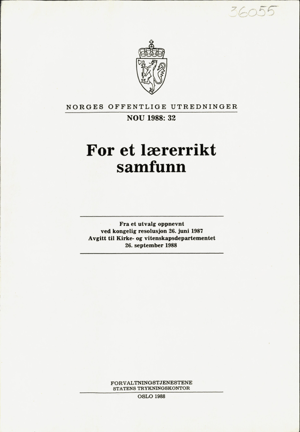 36055
NORGES OFFENTLIGE UTREDNINGER
NOU 1988: 32
For et lærerrikt
samfunn
Fra et utvalg oppnevnt
ved kongelig resolusjon 26. juni 1987
Avgitt til Kirke- og vitenskapsdepartementet
26. september 1988
FORVALTNINGSTJENESTENE
STATENS TRYKNINGSKONTOR
OSLO 1988